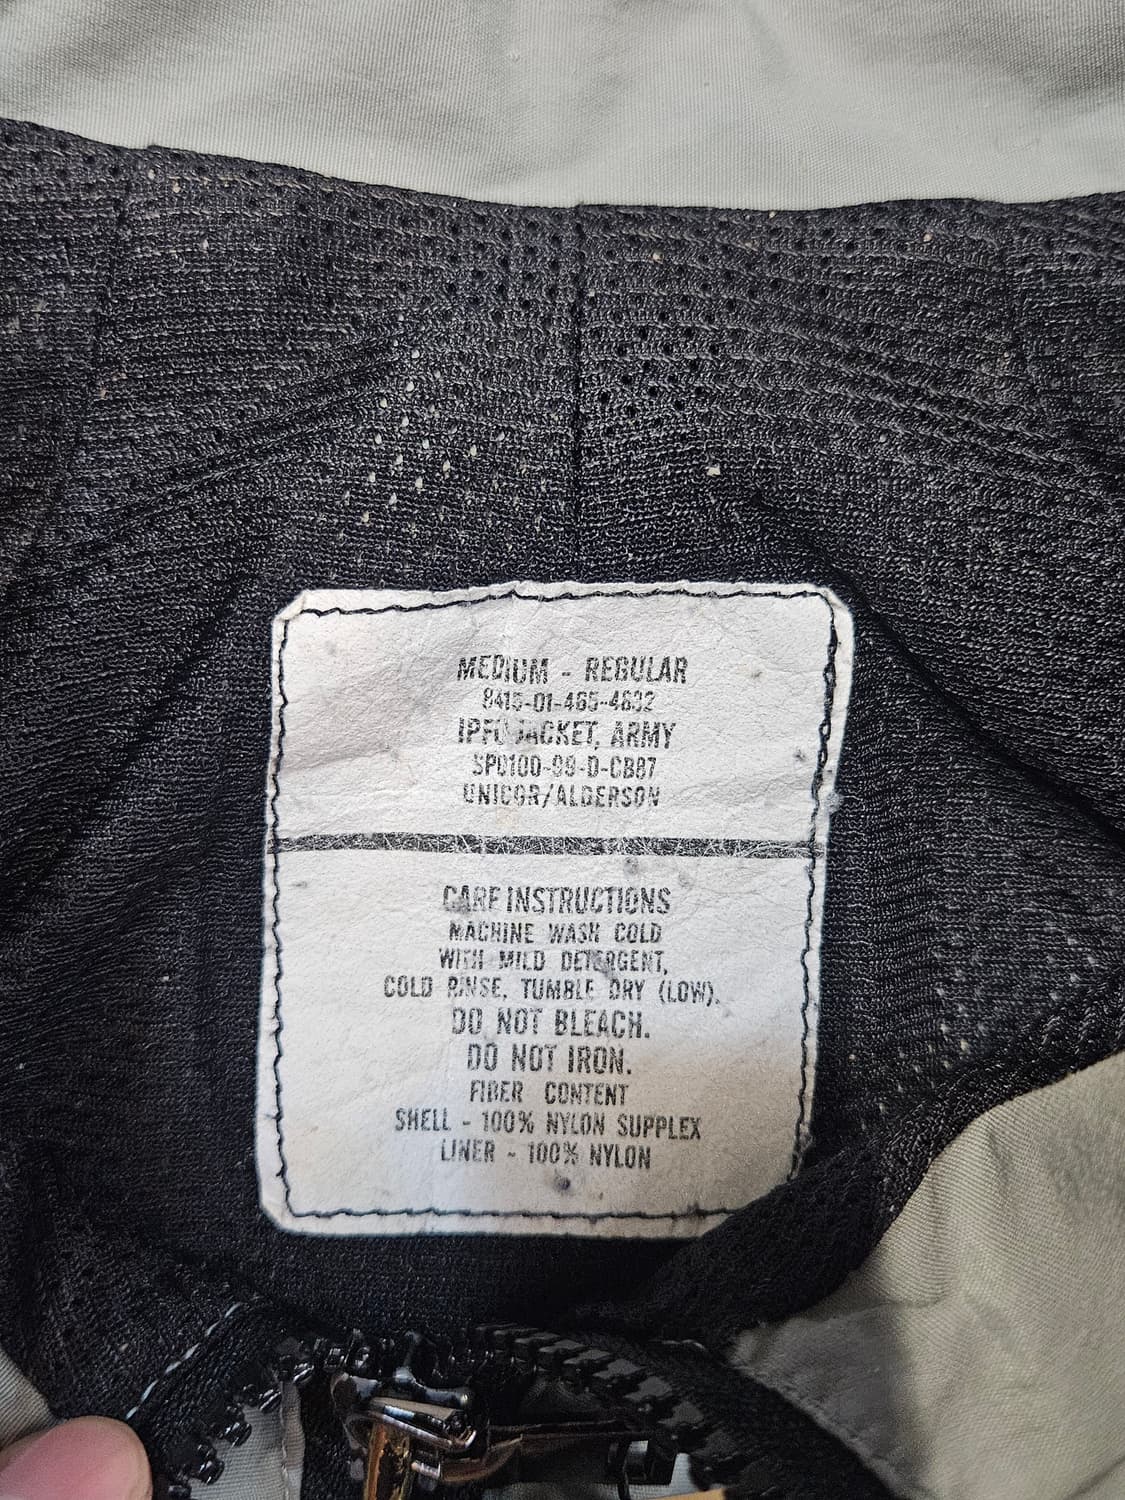 MEDIUM - REGULAR
8415-01-465-4632
IPFU JACKET, ARMY
SP0100-99-D-CB87
UNICOR/ALDERSON
CARE INSTRUCTIONS
MACHINE WASH COLD
WITH MILD DETERGENT,
COLD RINSE, TUMBLE DRY (LOW).
DO NOT BLEACH.
DO NOT IRON.
FIBER CONTENT
SHELL - 100% NYLON SUPPLEX
LINER - 100% NYLON